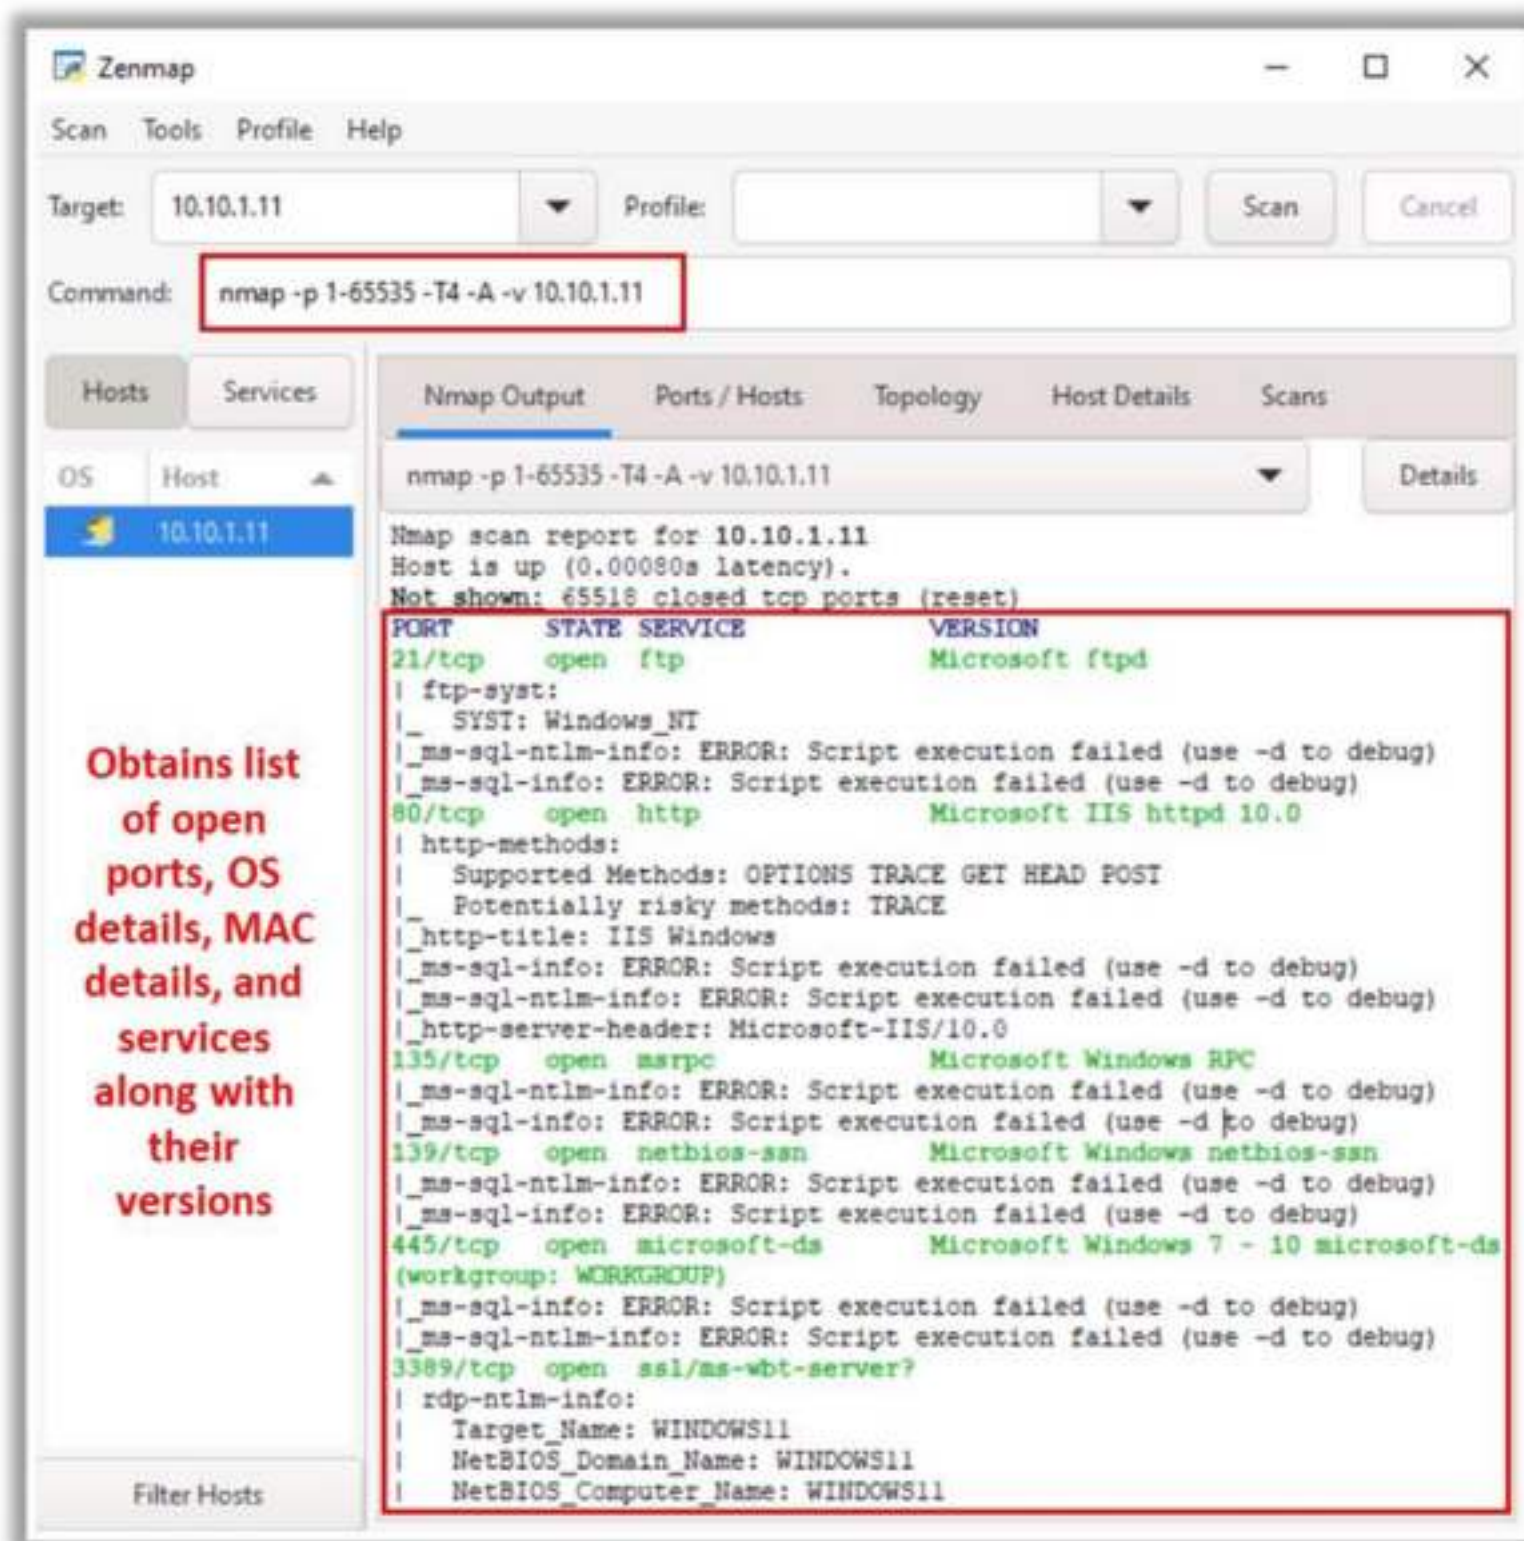 Zenmap
Scan Tools Profile Help
Target: 10.10.1.11 Profile: Scan Cancel
Command: nmap -p 1-65535 -T4 -A -v 10.10.1.11
Hosts Services
OS Host
10.10.1.11
Obtains list
of open
ports, OS
details, MAC
details, and
services
along with
their
versions
Filter Hosts
Nmap Output Ports / Hosts Topology Host Details Scans
nmap -p 1-65535 -T4 -A -v 10.10.1.11 Details
Nmap scan report for 10.10.1.11
Host is up (0.00080s latency).
Not shown: 65518 closed tcp ports (reset)
PORT STATE SERVICE VERSION
21/tcp open ftp Microsoft ftpd
| ftp-syst:
|_ SYST: Windows_NT
|_ms-sql-ntlm-info: ERROR: Script execution failed (use -d to debug)
|_ms-sql-info: ERROR: Script execution failed (use -d to debug)
80/tcp open http Microsoft IIS httpd 10.0
| http-methods:
| Supported Methods: OPTIONS TRACE GET HEAD POST
|_ Potentially risky methods: TRACE
|_http-title: IIS Windows
|_ms-sql-info: ERROR: Script execution failed (use -d to debug)
|_ms-sql-ntlm-info: ERROR: Script execution failed (use -d to debug)
|_http-server-header: Microsoft-IIS/10.0
135/tcp open msrpc Microsoft Windows RPC
|_ms-sql-ntlm-info: ERROR: Script execution failed (use -d to debug)
|_ms-sql-info: ERROR: Script execution failed (use -d to debug)
139/tcp open netbios-ssn Microsoft Windows netbios-ssn
|_ms-sql-ntlm-info: ERROR: Script execution failed (use -d to debug)
|_ms-sql-info: ERROR: Script execution failed (use -d to debug)
445/tcp open microsoft-ds Microsoft Windows 7 - 10 microsoft-ds
(workgroup: WORKGROUP)
|_ms-sql-info: ERROR: Script execution failed (use -d to debug)
|_ms-sql-ntlm-info: ERROR: Script execution failed (use -d to debug)
3389/tcp open ssl/ms-wbt-server?
| rdp-ntlm-info:
| Target_Name: WINDOWS11
| NetBIOS_Domain_Name: WINDOWS11
| NetBIOS_Computer_Name: WINDOWS11